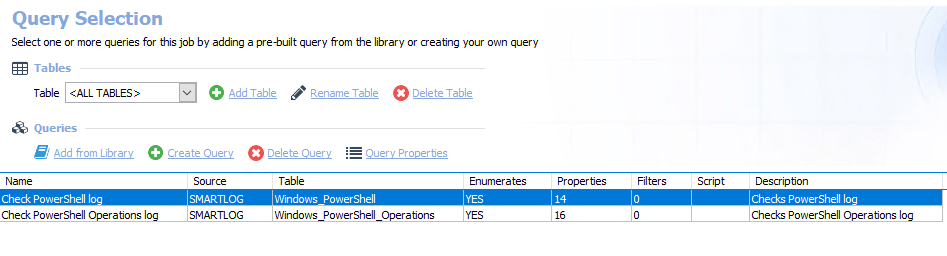 Query Selection
Select one or more queries for this job by adding a pre-built query from the library or creating your own query
Tables
Table <ALL TABLES> Add Table Rename Table Delete Table
Queries
Add from Library Create Query Delete Query Query Properties
Name Source Table Enumerates Properties Filters Script Description
Check PowerShell log SMARTLOG Windows_PowerShell YES 14 0 Checks PowerShell log
Check PowerShell Operations log SMARTLOG Windows_PowerShell_Operations YES 16 0 Checks PowerShell Operations log